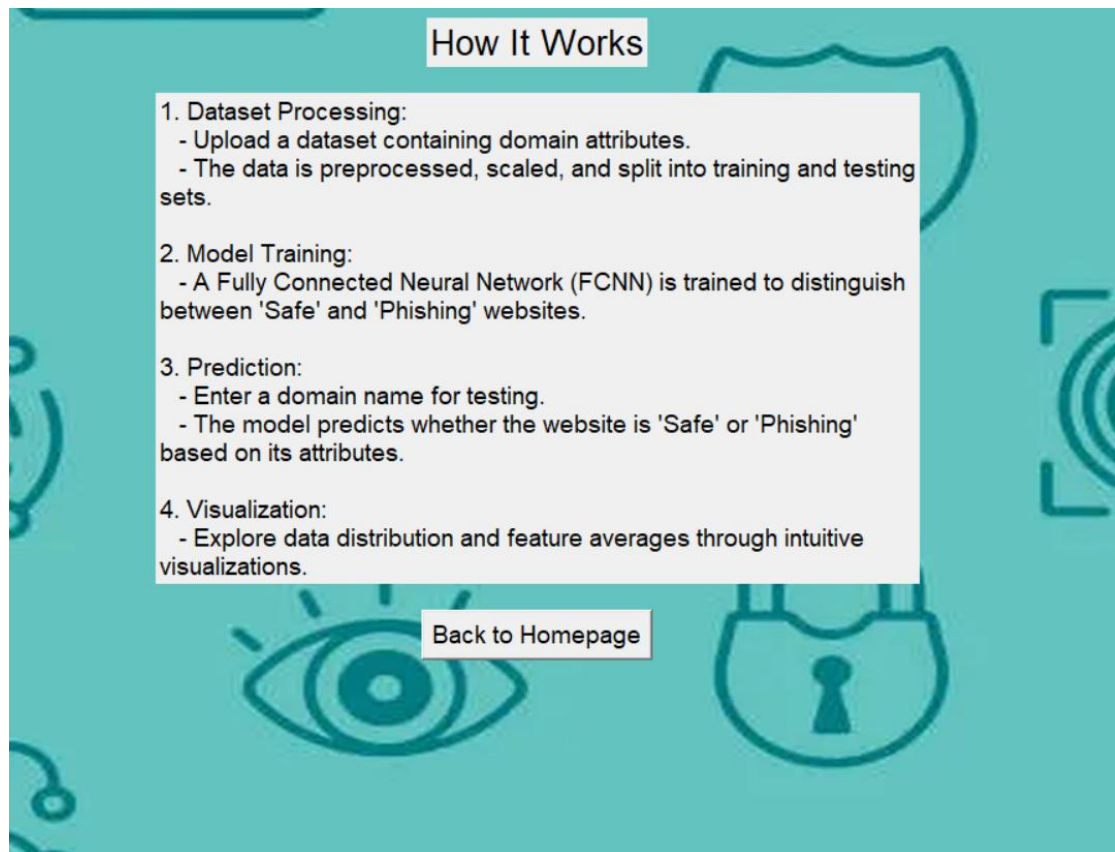 How It Works
1. Dataset Processing:
- Upload a dataset containing domain attributes.
- The data is preprocessed, scaled, and split into training and testing
sets.
2. Model Training:
- A Fully Connected Neural Network (FCNN) is trained to distinguish
between 'Safe' and 'Phishing' websites.
3. Prediction:
- Enter a domain name for testing.
- The model predicts whether the website is 'Safe' or 'Phishing'
based on its attributes.
4. Visualization:
- Explore data distribution and feature averages through intuitive
visualizations.
Back to Homepage